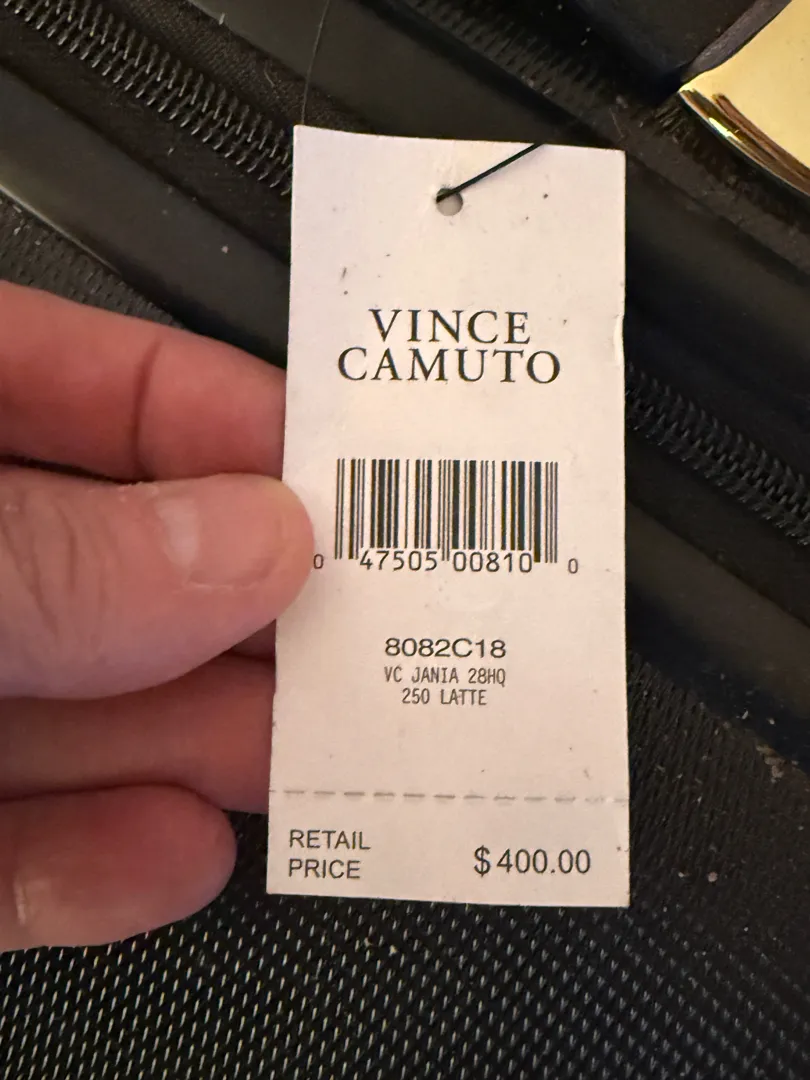 VINCE
CAMUTO
0 47505 00810 0
8082C18
VC JANIA 28HQ
250 LATTE
RETAIL
PRICE
$400.00